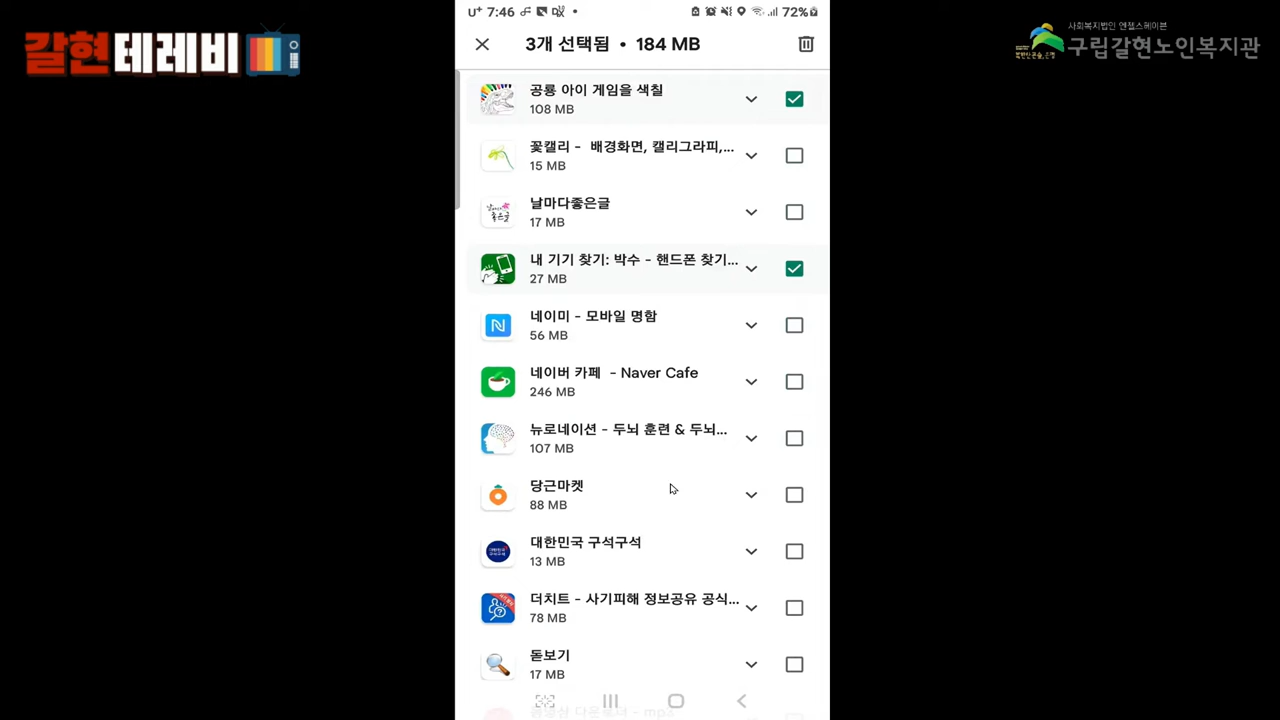 갈현테레비
사회복지법인 엔젤스헤이븐
구립갈현노인복지관
U+ 7:46
72%
3개 선택됨 • 184 MB
공룡 아이 게임을 색칠
108 MB
꽃캘리 - 배경화면, 캘리그라피,...
15 MB
날마다좋은글
17 MB
내 기기 찾기: 박수 - 핸드폰 찾기...
27 MB
네이미 - 모바일 명함
56 MB
네이버 카페 - Naver Cafe
246 MB
뉴로네이션 - 두뇌 훈련 & 두뇌...
107 MB
당근마켓
88 MB
대한민국 구석구석
13 MB
더치트 - 사기피해 정보공유 공식...
78 MB
돋보기
17 MB